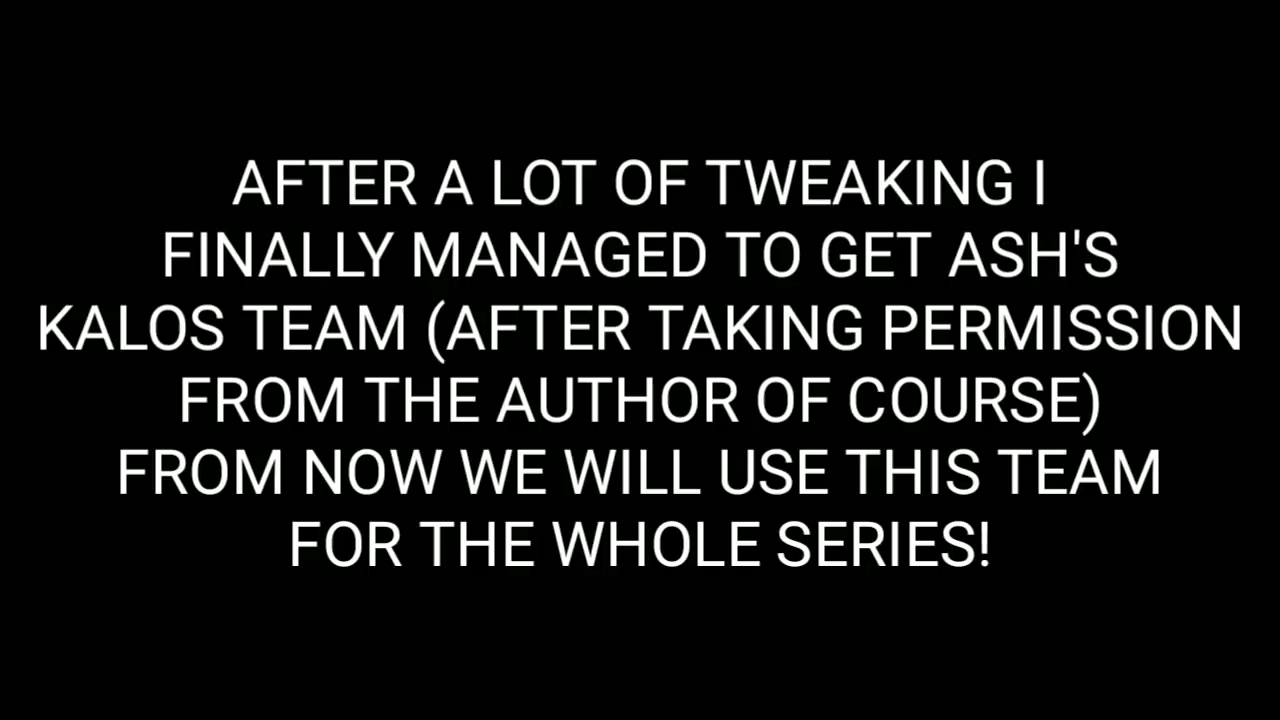 AFTER A LOT OF TWEAKING I
FINALLY MANAGED TO GET ASH'S
KALOS TEAM (AFTER TAKING PERMISSION
FROM THE AUTHOR OF COURSE)
FROM NOW WE WILL USE THIS TEAM
FOR THE WHOLE SERIES!